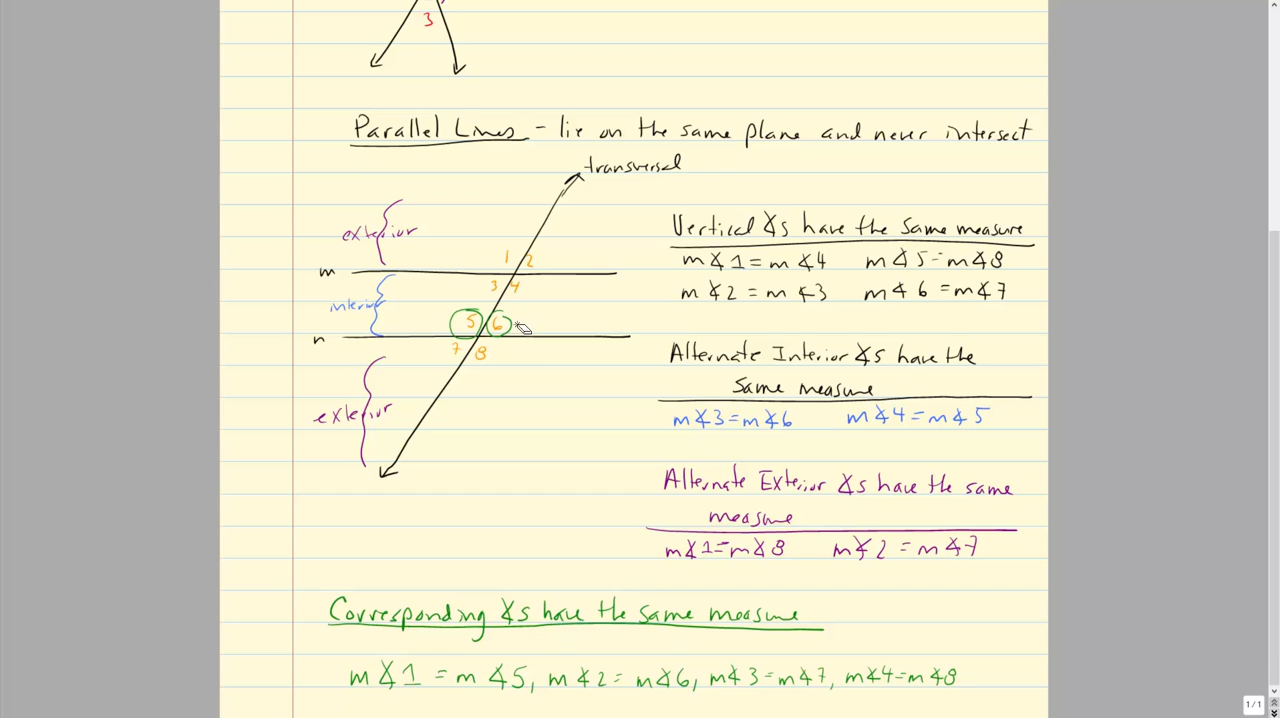 3
Parallel Lines - lie on the same plane and never intersect
transversal
exterior
1 2
m
3 4
interior
5 6
n
7 8
exterior
Vertical ∡s have the same measure
m∡1 = m∡4 m∡5 = m∡8
m∡2 = m∡3 m∡6 = m∡7
Alternate Interior ∡s have the
same measure
m∡3 = m∡6 m∡4 = m∡5
Alternate Exterior ∡s have the same
measure
m∡1 = m∡8 m∡2 = m∡7
Corresponding ∡s have the same measure
m∡1 = m∡5, m∡2 = m∡6, m∡3 = m∡7, m∡4 = m∡8
1/1